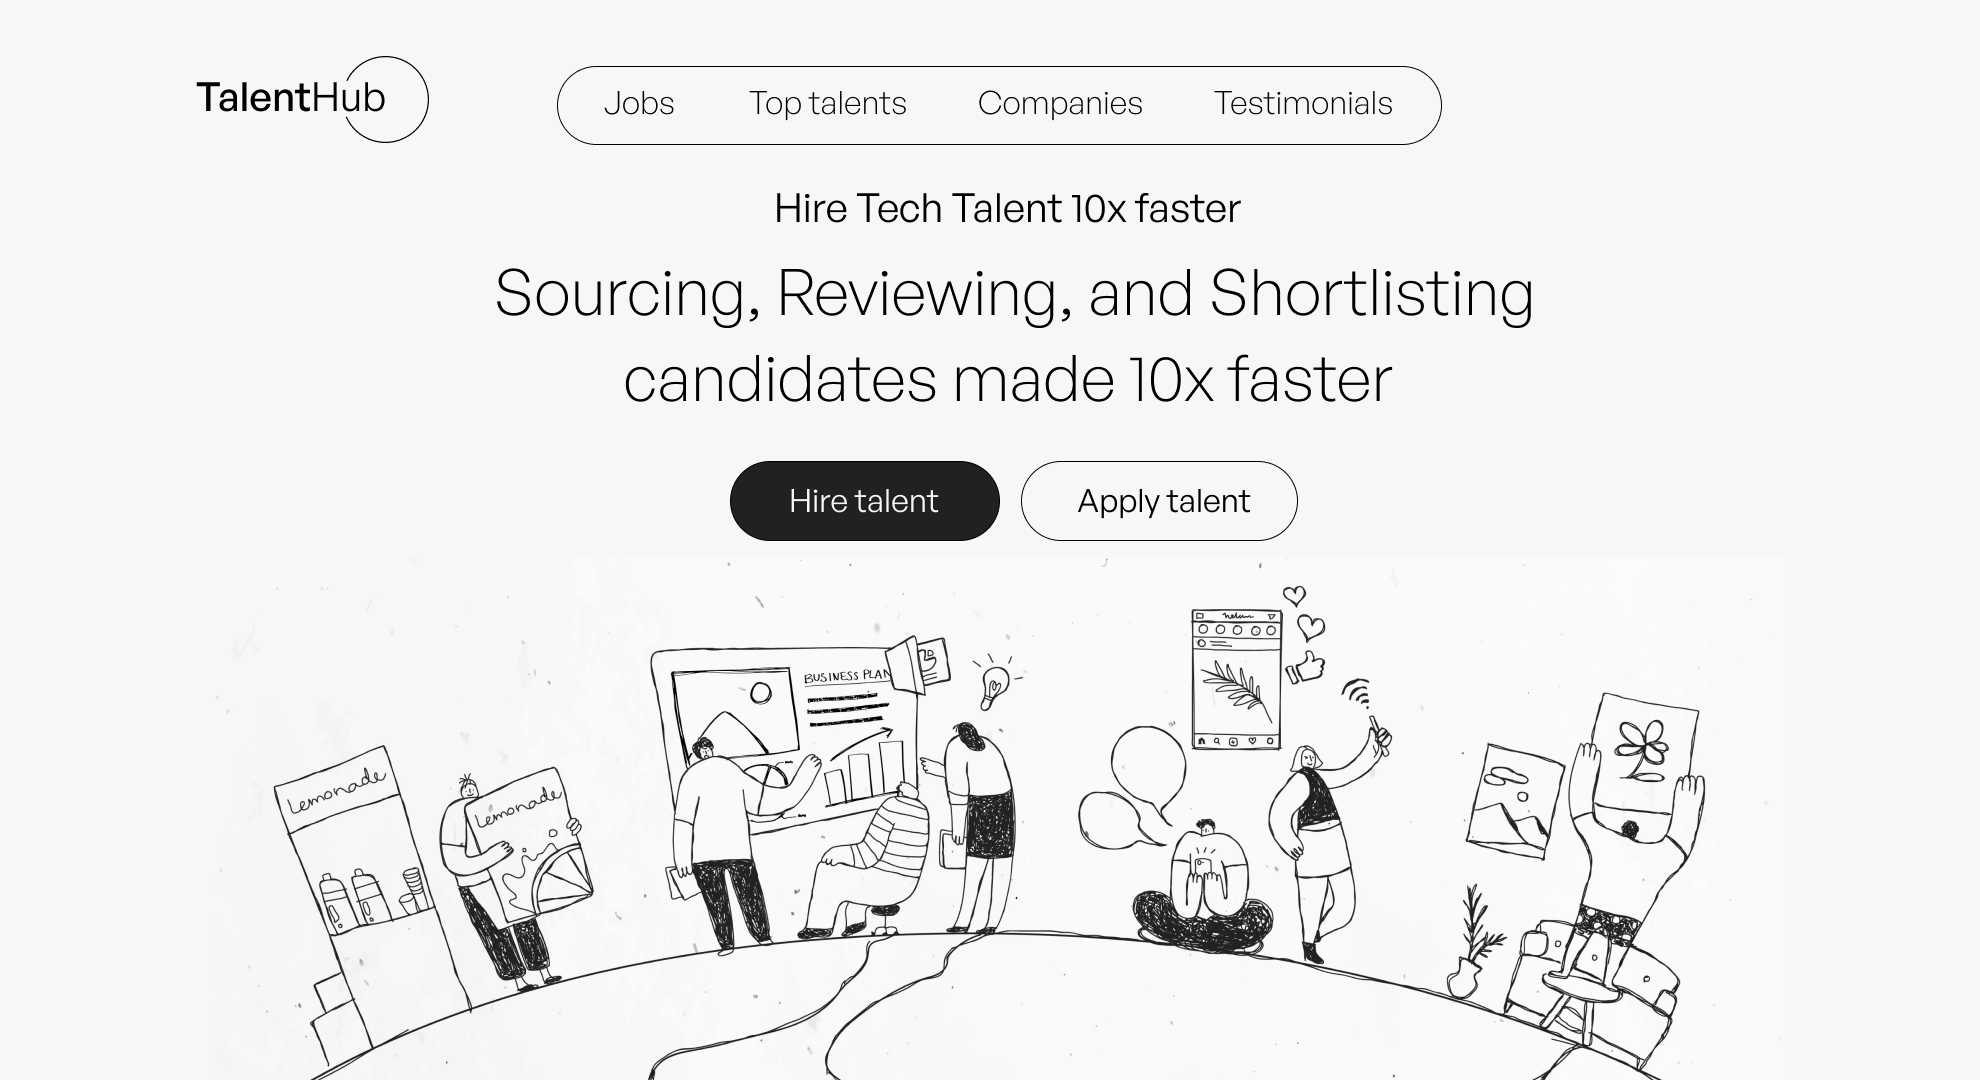 TalentHub
Jobs
Top talents
Companies
Testimonials
Hire Tech Talent 10x faster
Sourcing, Reviewing, and Shortlisting
candidates made 10x faster
Hire talent
Apply talent
BUSINESS PLAN
Lemonade
Lemonade